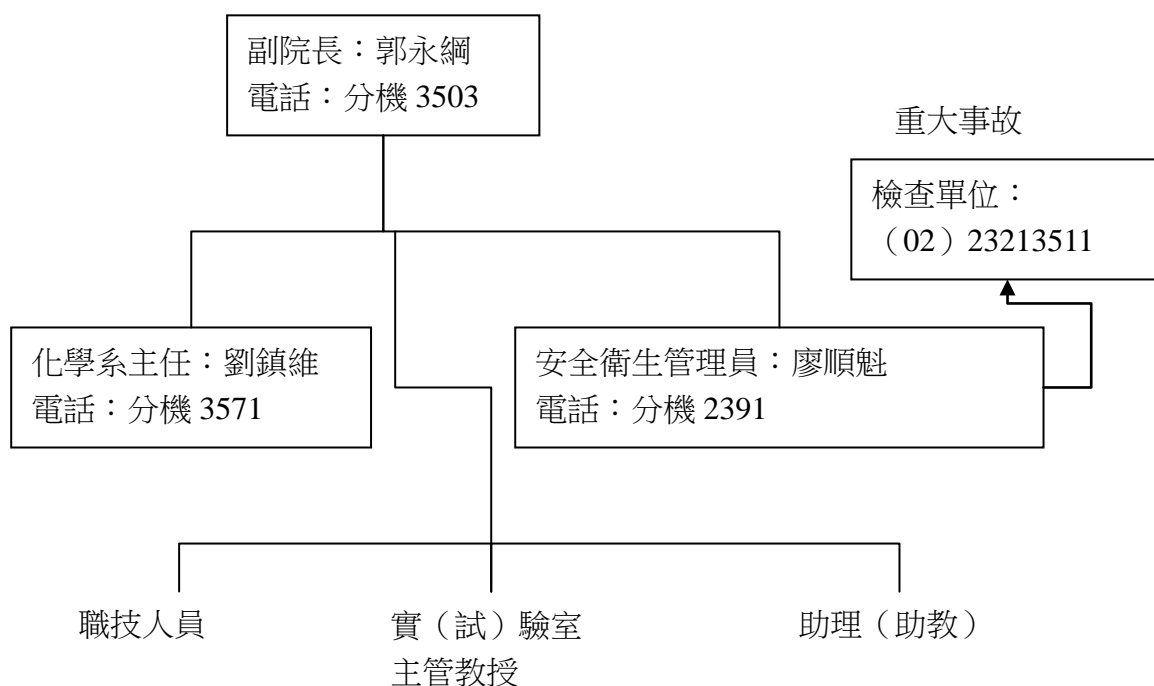 副院長：郭永綱
電話：分機 3503
重大事故
檢查單位：
（02）23213511
化學系主任：劉鎮維
電話：分機 3571
安全衛生管理員：廖順魁
電話：分機 2391
職技人員
實（試）驗室
主管教授
助理（助教）